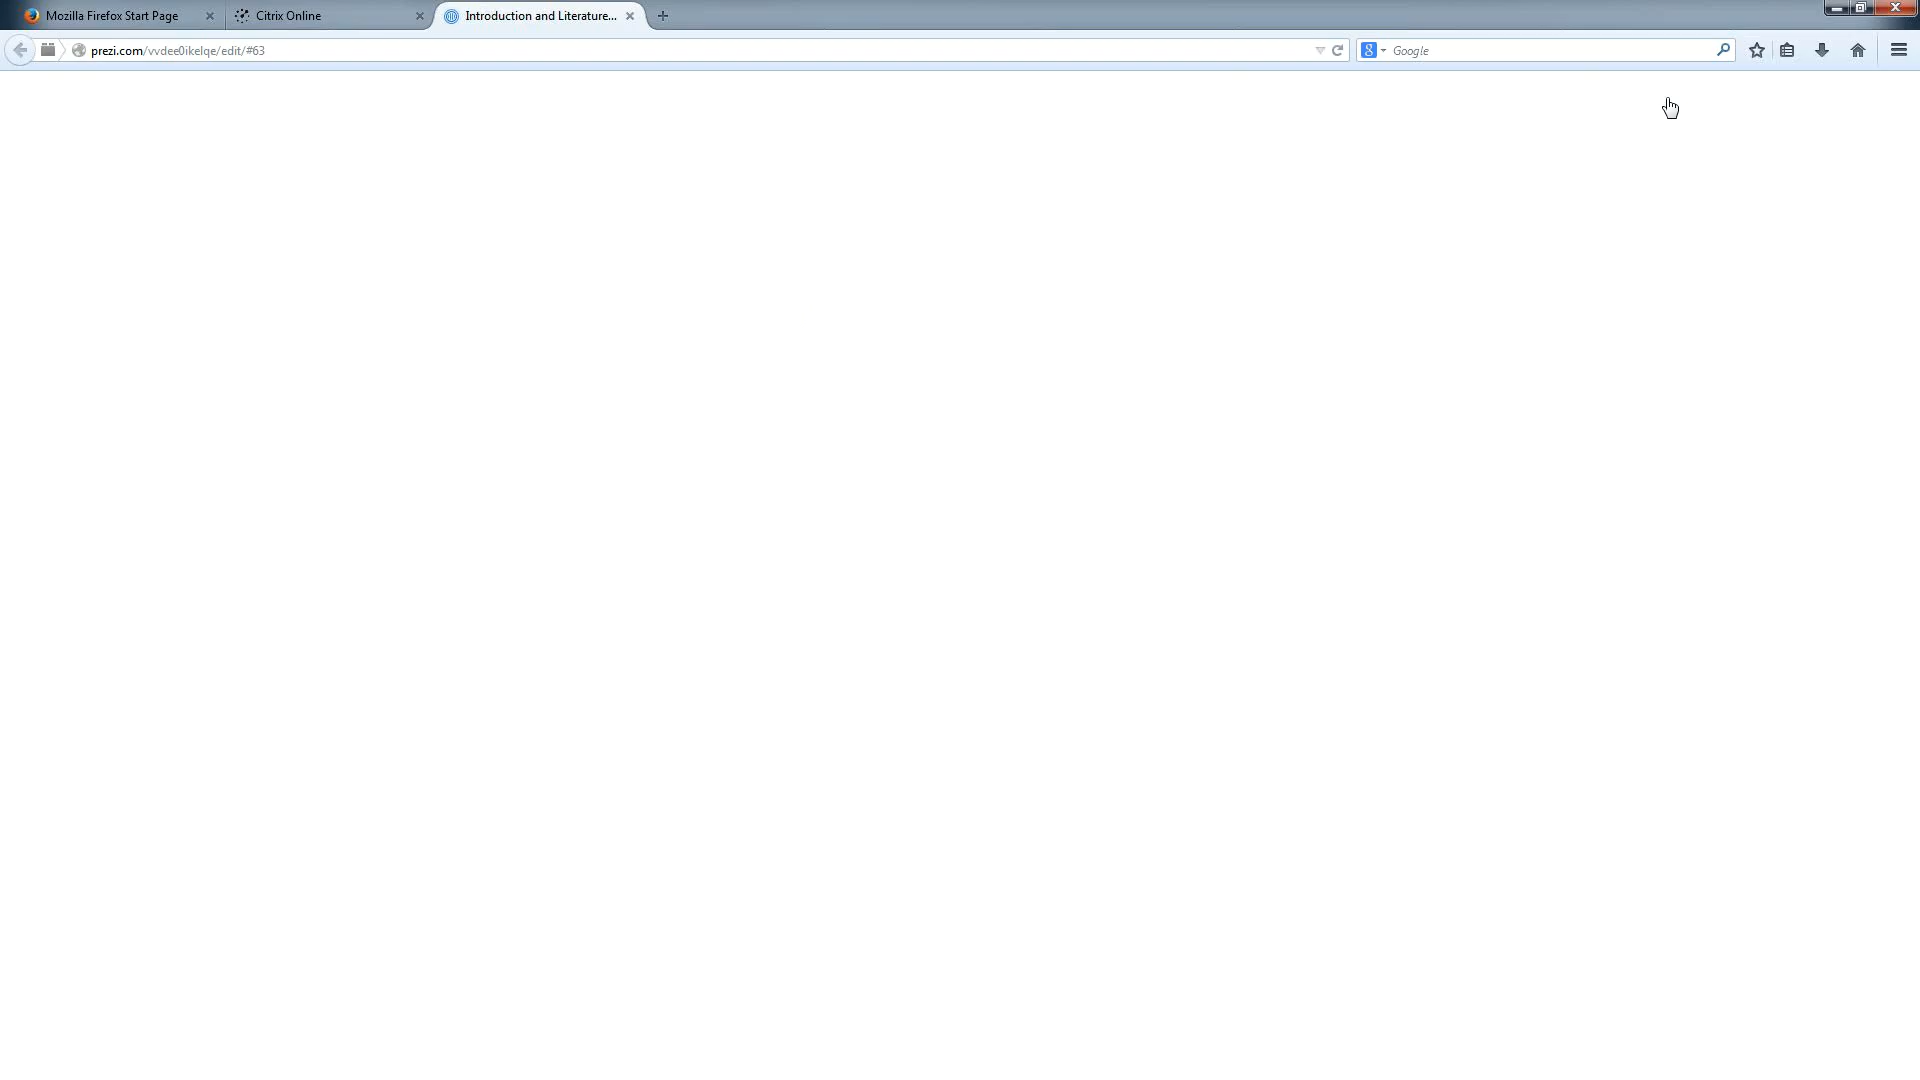 Mozilla Firefox Start Page
Citrix Online
Introduction and Literature...
prezi.com/vvdee0ikelqe/edit/#63
Google